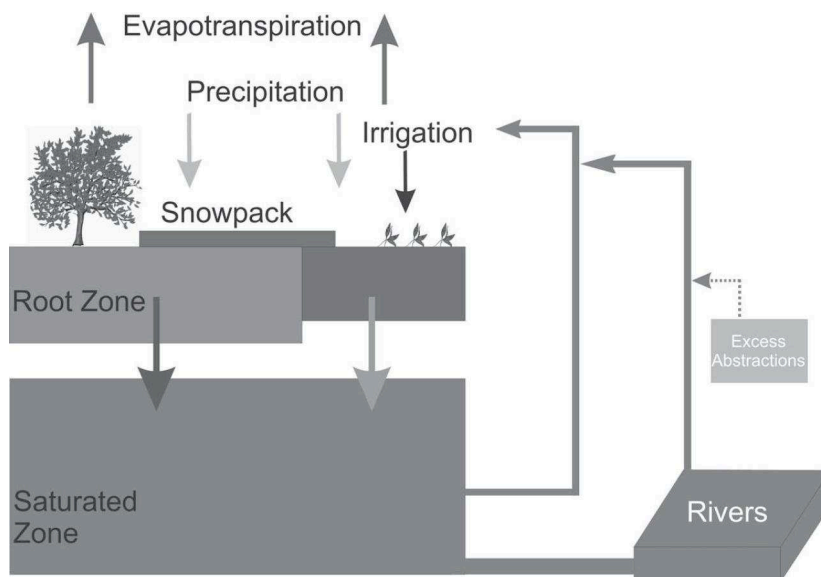 Evapotranspiration
Precipitation
Irrigation
Snowpack
Root Zone
Excess
Abstractions
Saturated
Zone
Rivers